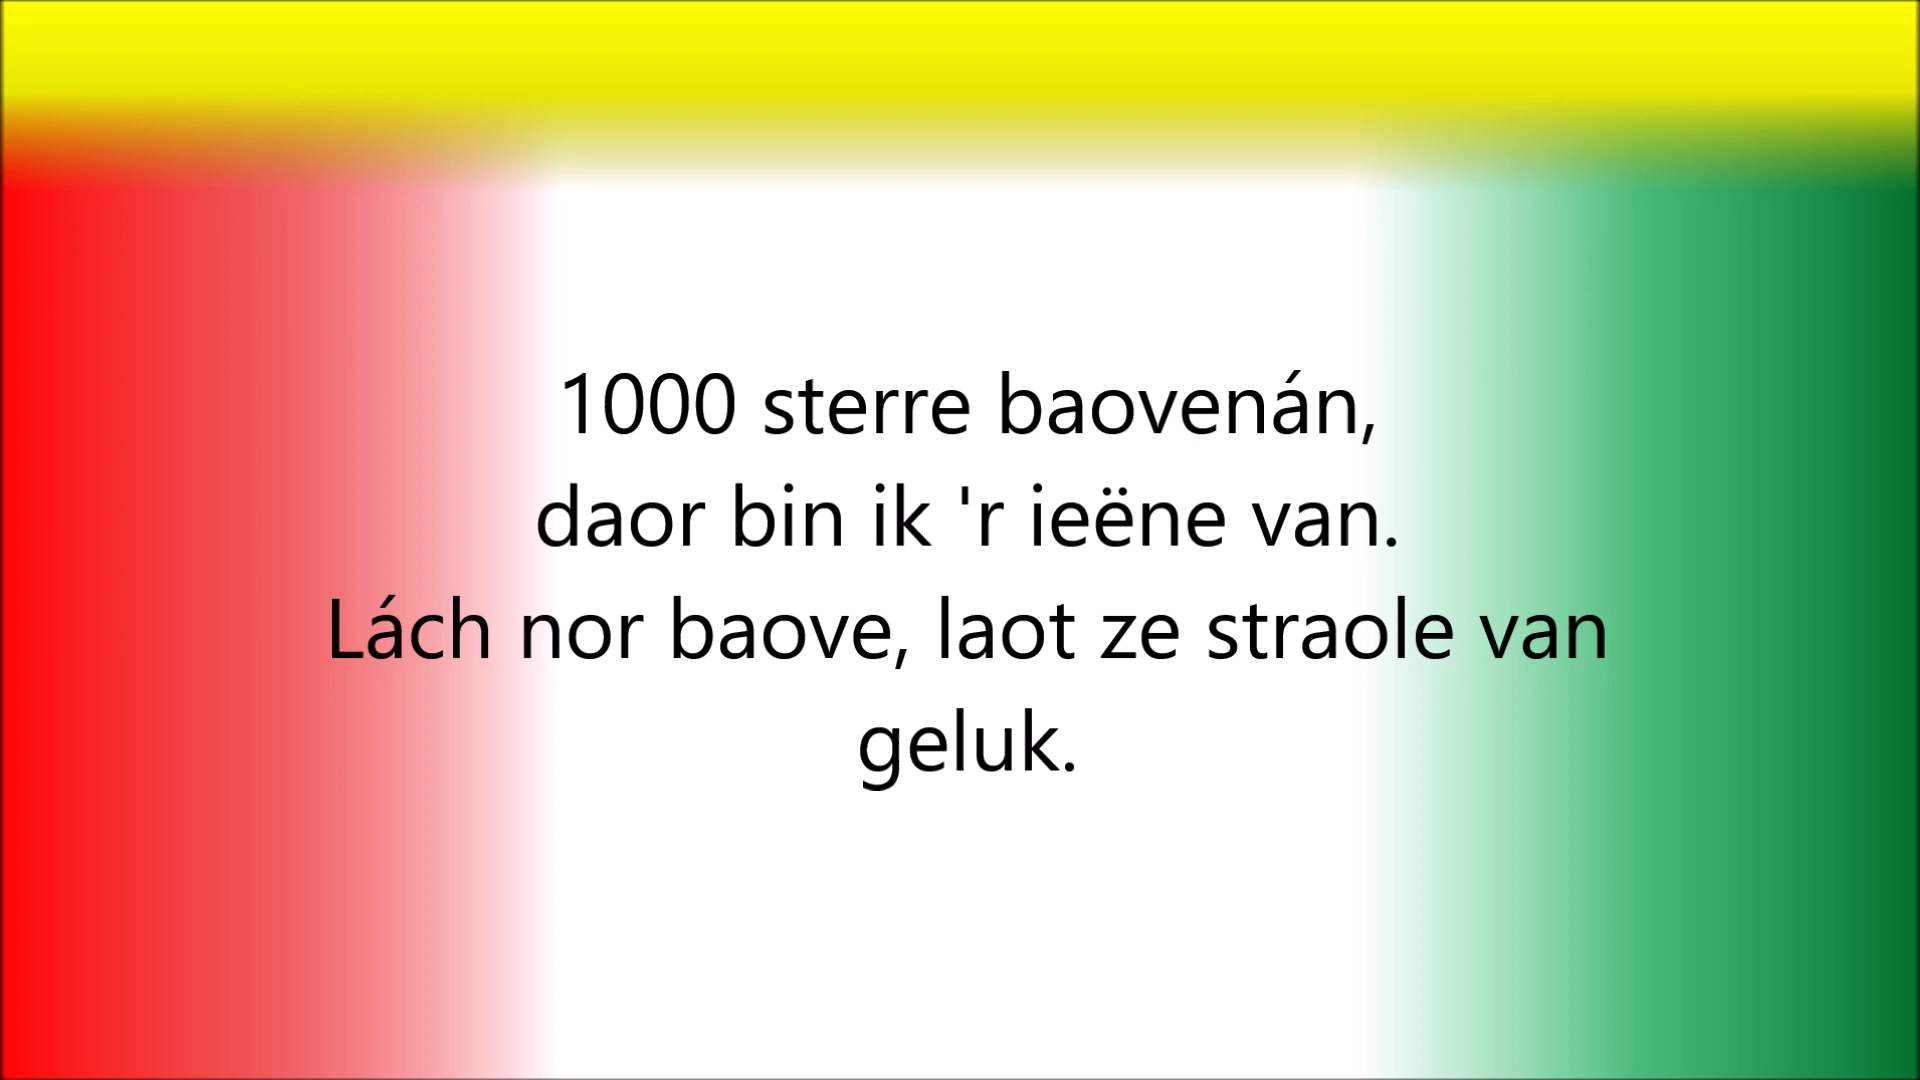 1000 sterre baovenán,
daor bin ik 'r ieëne van.
Lách nor baove, laot ze straole van
geluk.